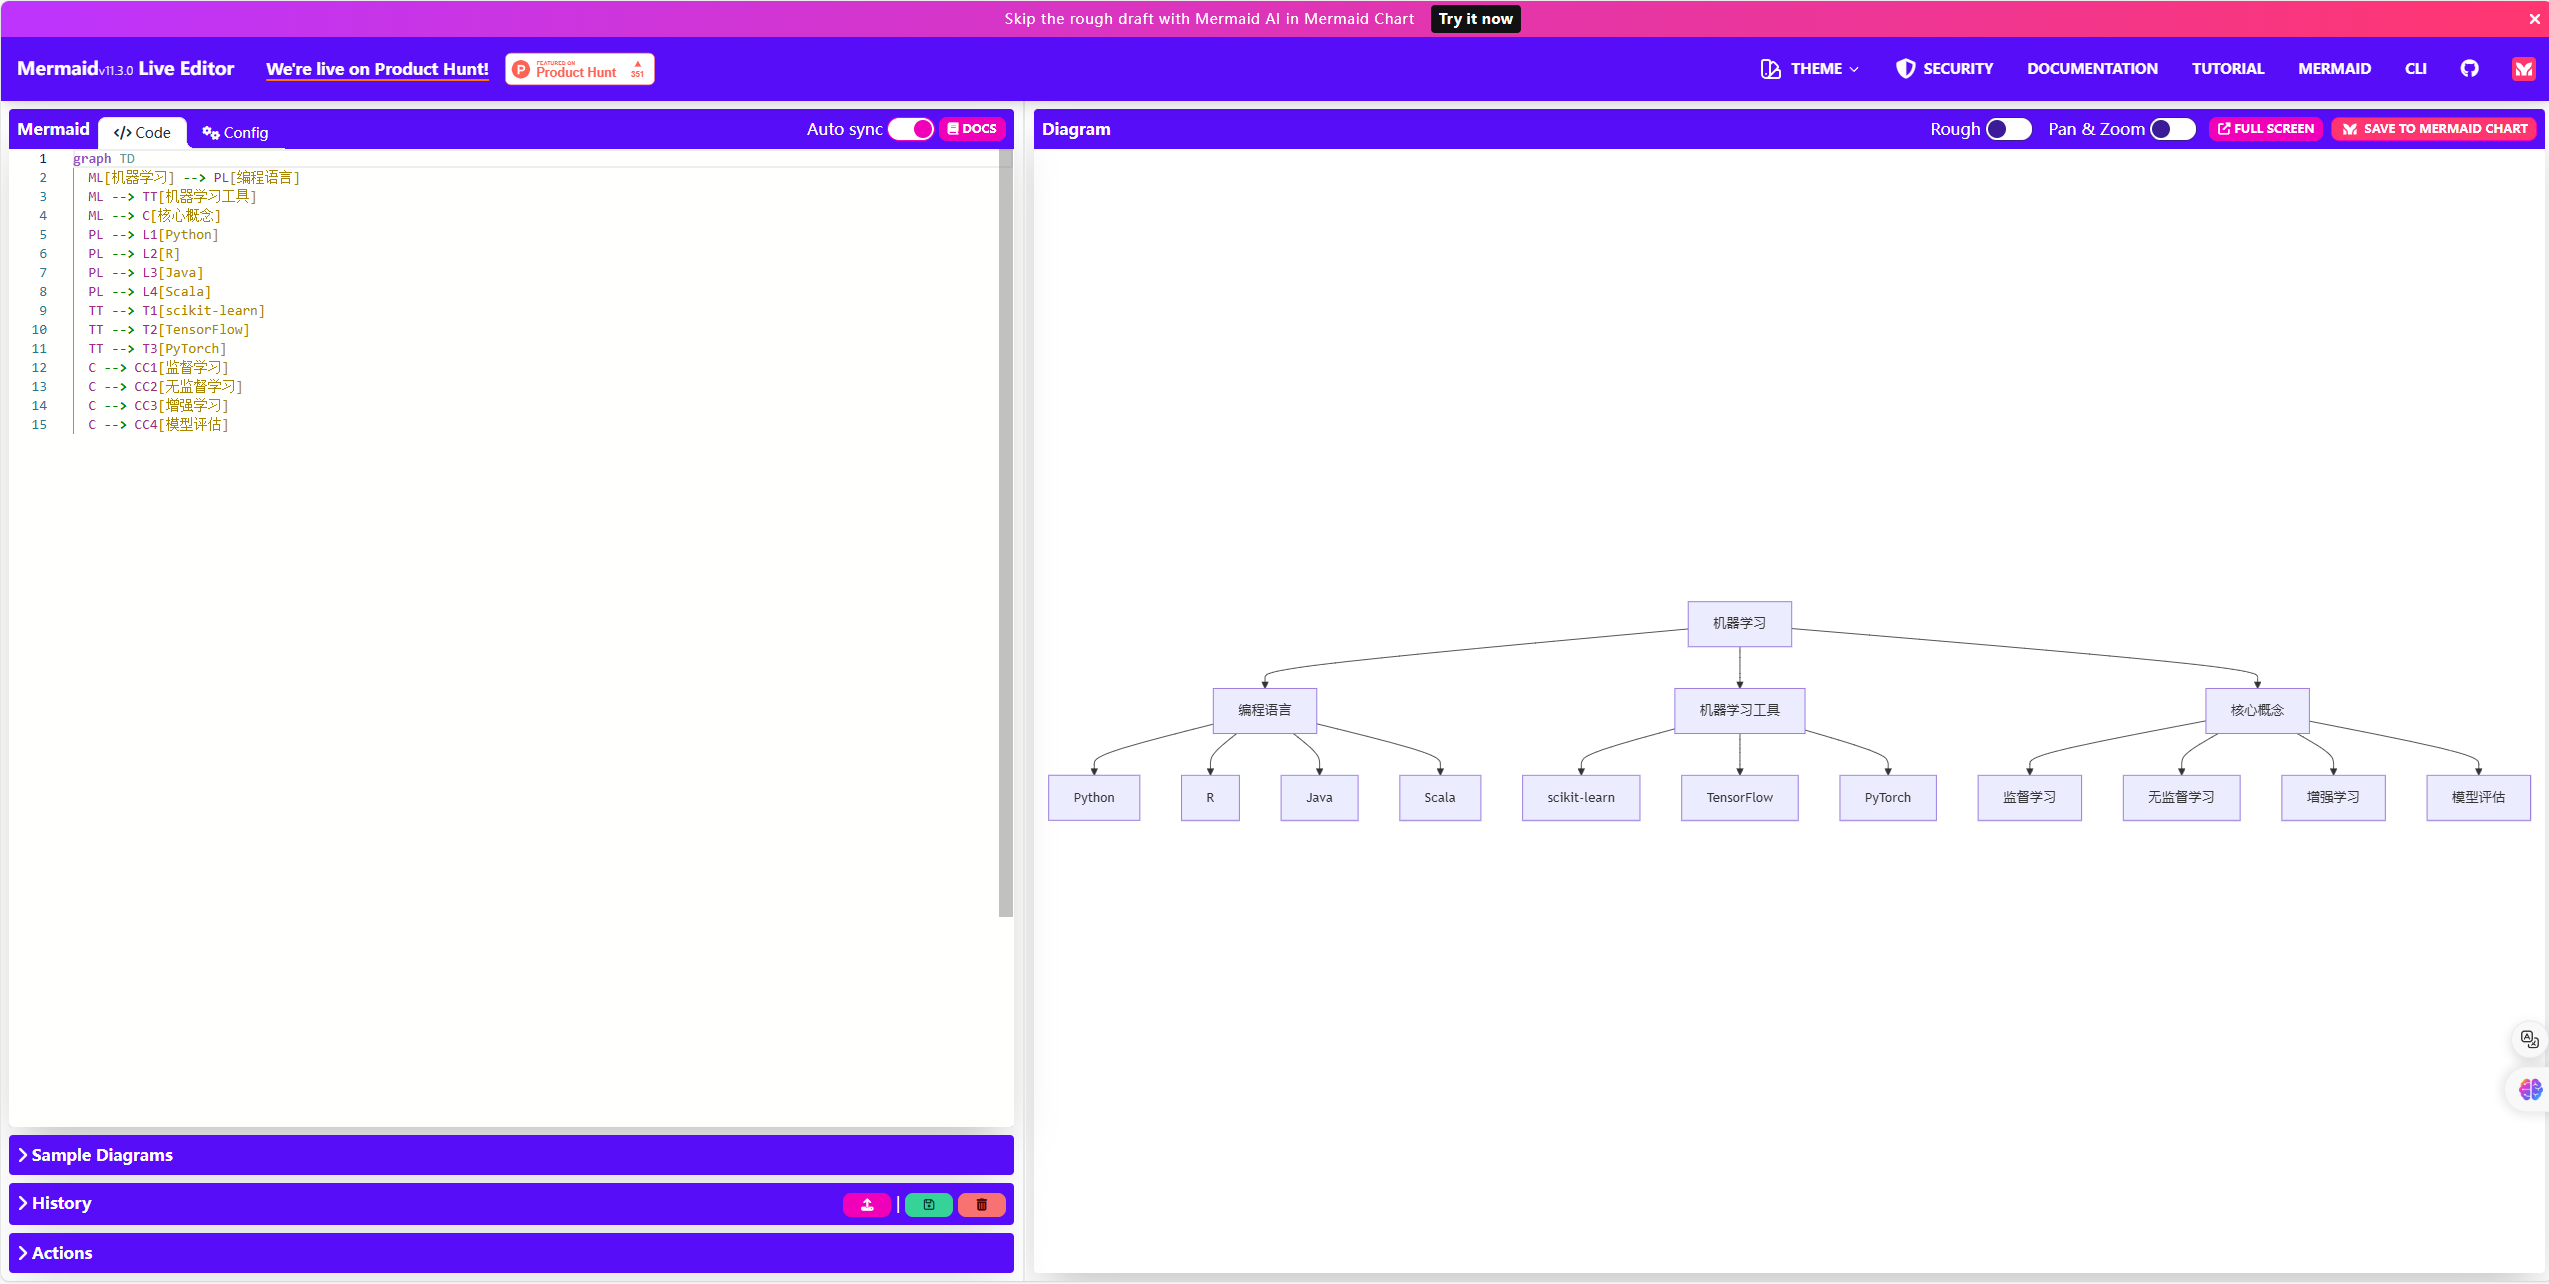 Skip the rough draft with Mermaid AI in Mermaid Chart Try it now
Mermaid v11.3.0 Live Editor We're live on Product Hunt! FEATURED ON Product Hunt 351 THEME SECURITY DOCUMENTATION TUTORIAL MERMAID CLI
Mermaid Code Config Auto sync DOCS
1 graph TD
2 ML[机器学习] --> PL[编程语言]
3 ML --> TT[机器学习工具]
4 ML --> C[核心概念]
5 PL --> L1[Python]
6 PL --> L2[R]
7 PL --> L3[Java]
8 PL --> L4[Scala]
9 TT --> T1[scikit-learn]
10 TT --> T2[TensorFlow]
11 TT --> T3[PyTorch]
12 C --> CC1[监督学习]
13 C --> CC2[无监督学习]
14 C --> CC3[增强学习]
15 C --> CC4[模型评估]
Sample Diagrams
History
Actions
Diagram Rough Pan & Zoom FULL SCREEN SAVE TO MERMAID CHART
机器学习
编程语言 机器学习工具 核心概念
Python R Java Scala scikit-learn TensorFlow PyTorch 监督学习 无监督学习 增强学习 模型评估